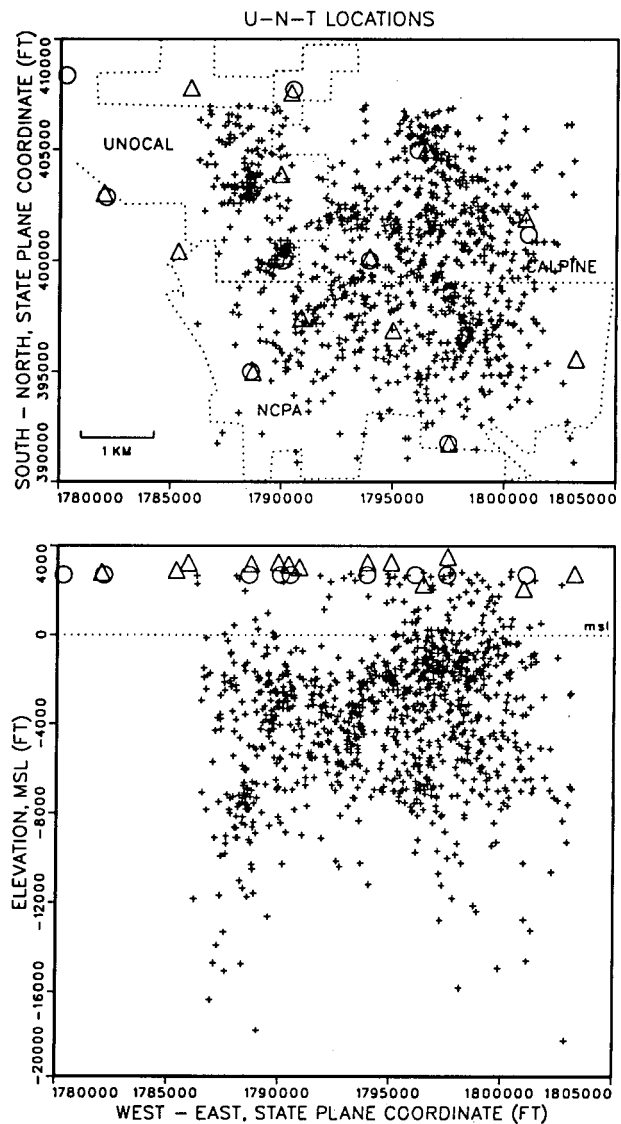 U-N-T LOCATIONS
SOUTH - NORTH, STATE PLANE COORDINATE (FT)
410000
405000
400000
395000
390000
UNOCAL
CALPINE
NCPA
1 KM
1780000 1785000 1790000 1795000 1800000 1805000
ELEVATION, MSL (FT)
4000
0
-4000
-8000
-12000
-16000
-20000
msl
1780000 1785000 1790000 1795000 1800000 1805000
WEST - EAST, STATE PLANE COORDINATE (FT)